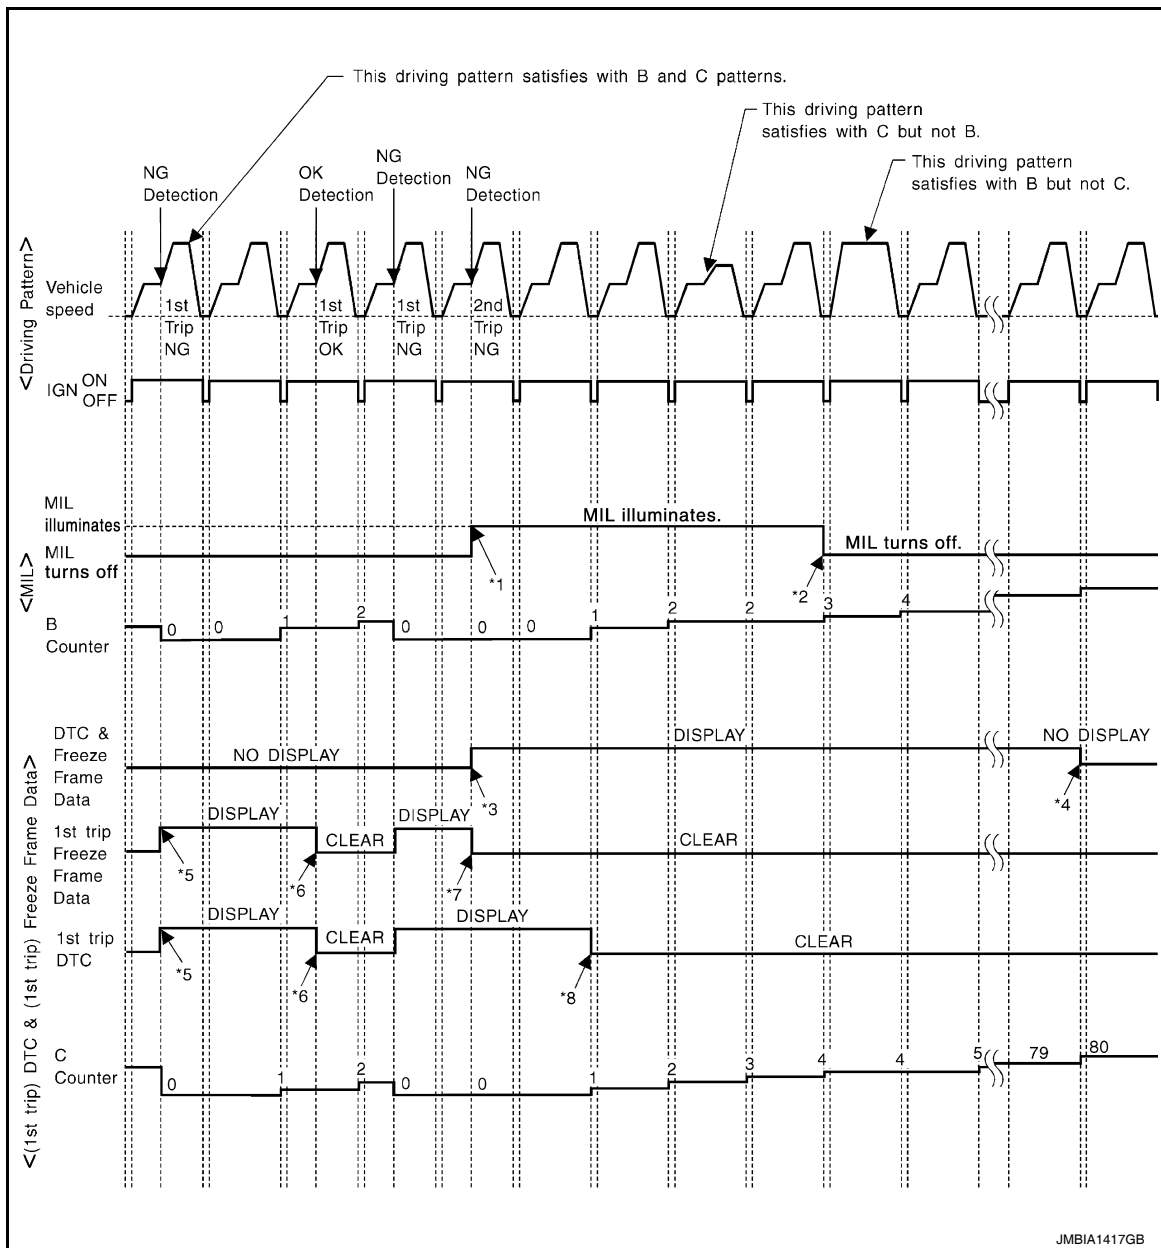 This driving pattern satisfies with B and C patterns.
This driving pattern
satisfies with C but not B.
This driving pattern
satisfies with B but not C.
NG
Detection
OK
Detection
NG
Detection
NG
Detection
<Driving Pattern>
Vehicle
speed
1st
Trip
NG
1st
Trip
OK
1st
Trip
NG
2nd
Trip
NG
IGN ON
OFF
<MIL>
MIL
illuminates
MIL illuminates.
MIL
turns off
MIL turns off.
*1
*2
B
Counter
0 0 1 2 0 0 0 1 2 2 3 4
<(1st trip) DTC & (1st trip) Freeze Frame Data>
DTC &
Freeze
Frame
Data
NO DISPLAY
DISPLAY
NO DISPLAY
*3
*4
1st trip
Freeze
Frame
Data
DISPLAY
CLEAR
DISPLAY
CLEAR
*5
*6
*7
1st trip
DTC
DISPLAY
CLEAR
DISPLAY
CLEAR
*5
*6
*8
C
Counter
0 1 2 0 0 1 2 3 4 4 5 79 80
JMBIA1417GB